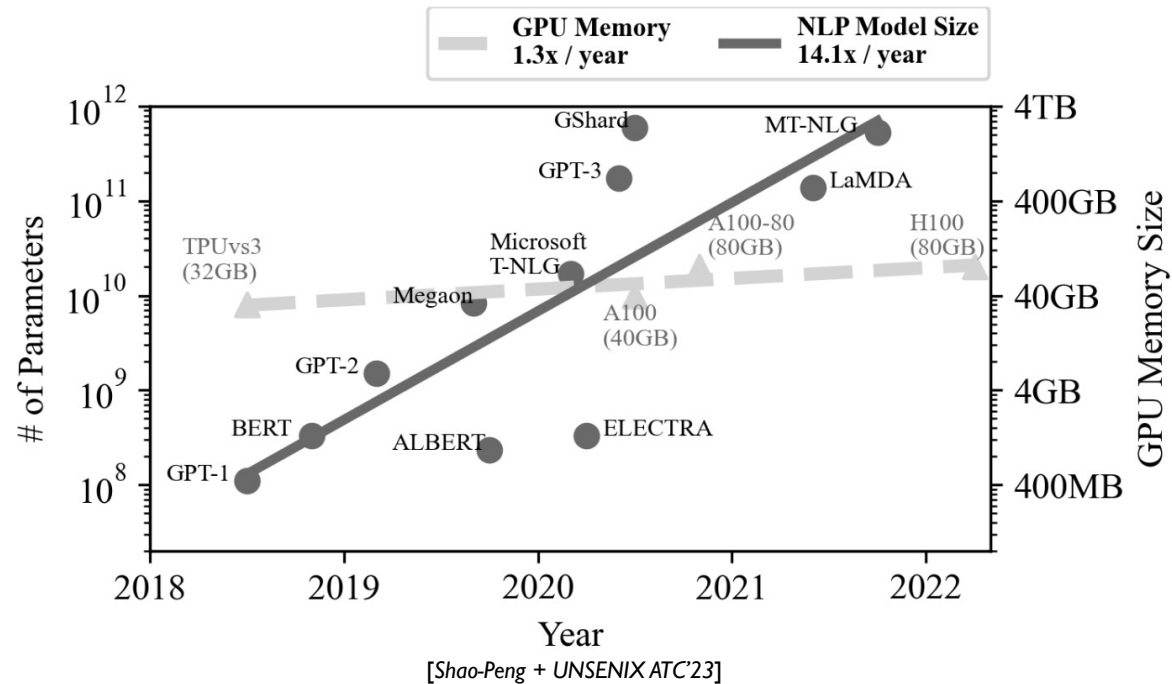 GPU Memory
1.3x / year
NLP Model Size
14.1x / year
# of Parameters
10^12
10^11
10^10
10^9
10^8
4TB
400GB
40GB
4GB
400MB
GPU Memory Size
GShard
MT-NLG
GPT-3
LaMDA
TPUvs3
(32GB)
Microsoft
T-NLG
A100-80
(80GB)
H100
(80GB)
Megaon
A100
(40GB)
GPT-2
BERT
ALBERT
ELECTRA
GPT-1
2018
2019
2020
2021
2022
Year
[Shao-Peng + UNSENIX ATC'23]